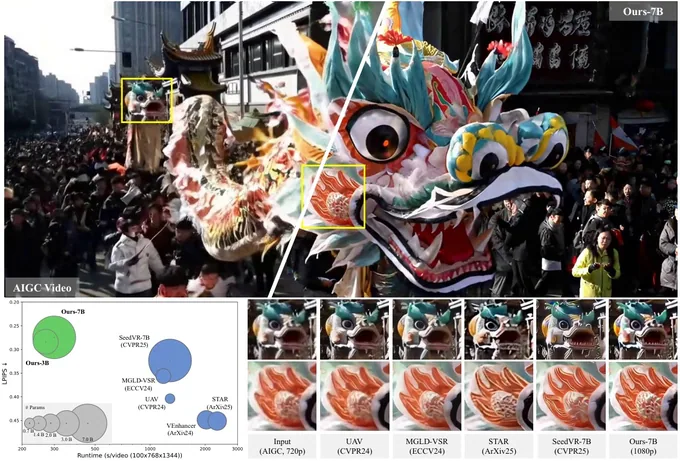 Ours-7B
AIGC Video
Ours-7B
Ours-3B
SeedVR-7B
(CVPR25)
MGLD-VSR
(ECCV24)
UAV
(CVPR24)
STAR
(ArXiv25)
VEnhancer
(ArXiv24)
# Params
0.7 B
1.4 B
2.0 B
3.0 B
7.0 B
LPIPS ↓
0.20
0.25
0.30
0.35
0.40
0.45
200
300
500
1000
2000
3000
Runtime (s/video (100x768x1344))
Input
(AIGC, 720p)
UAV
(CVPR24)
MGLD-VSR
(ECCV24)
STAR
(ArXiv25)
SeedVR-7B
(CVPR25)
Ours-7B
(1080p)